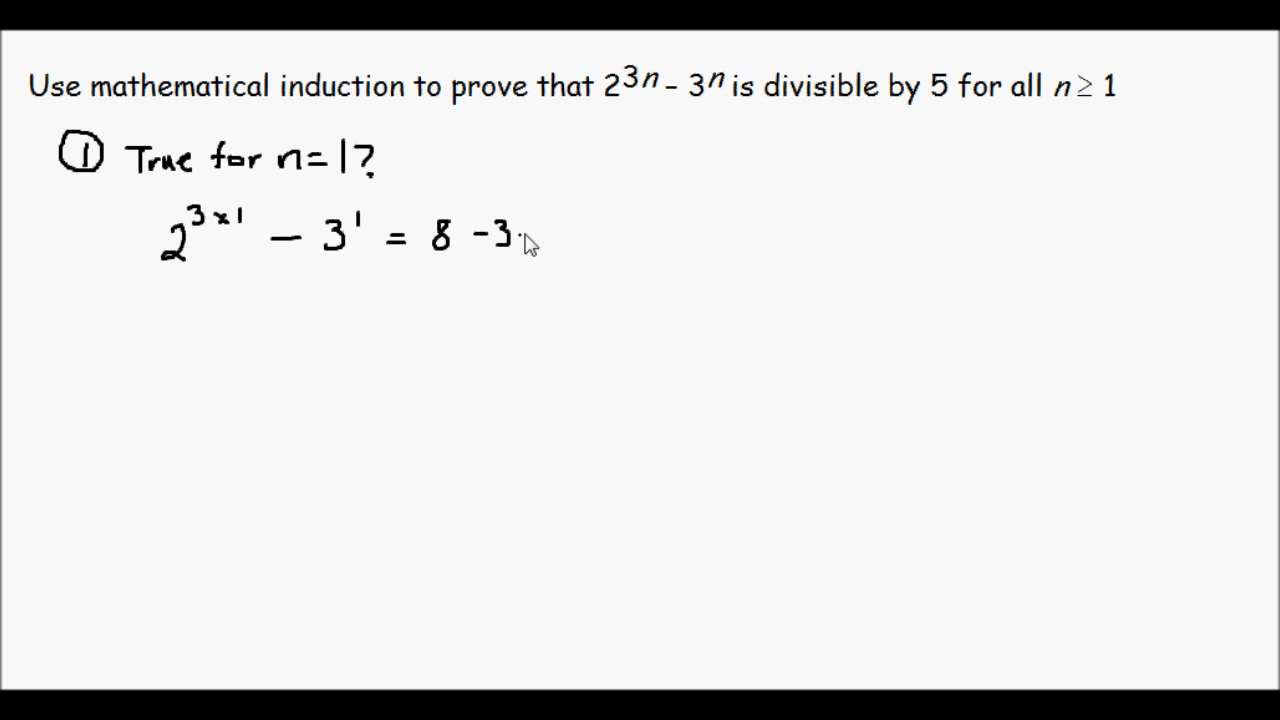 Use mathematical induction to prove that 2^{3n} – 3^n is divisible by 5 for all n ≥ 1
① True for n=1?
2^{3×1} – 3^1 = 8 -3